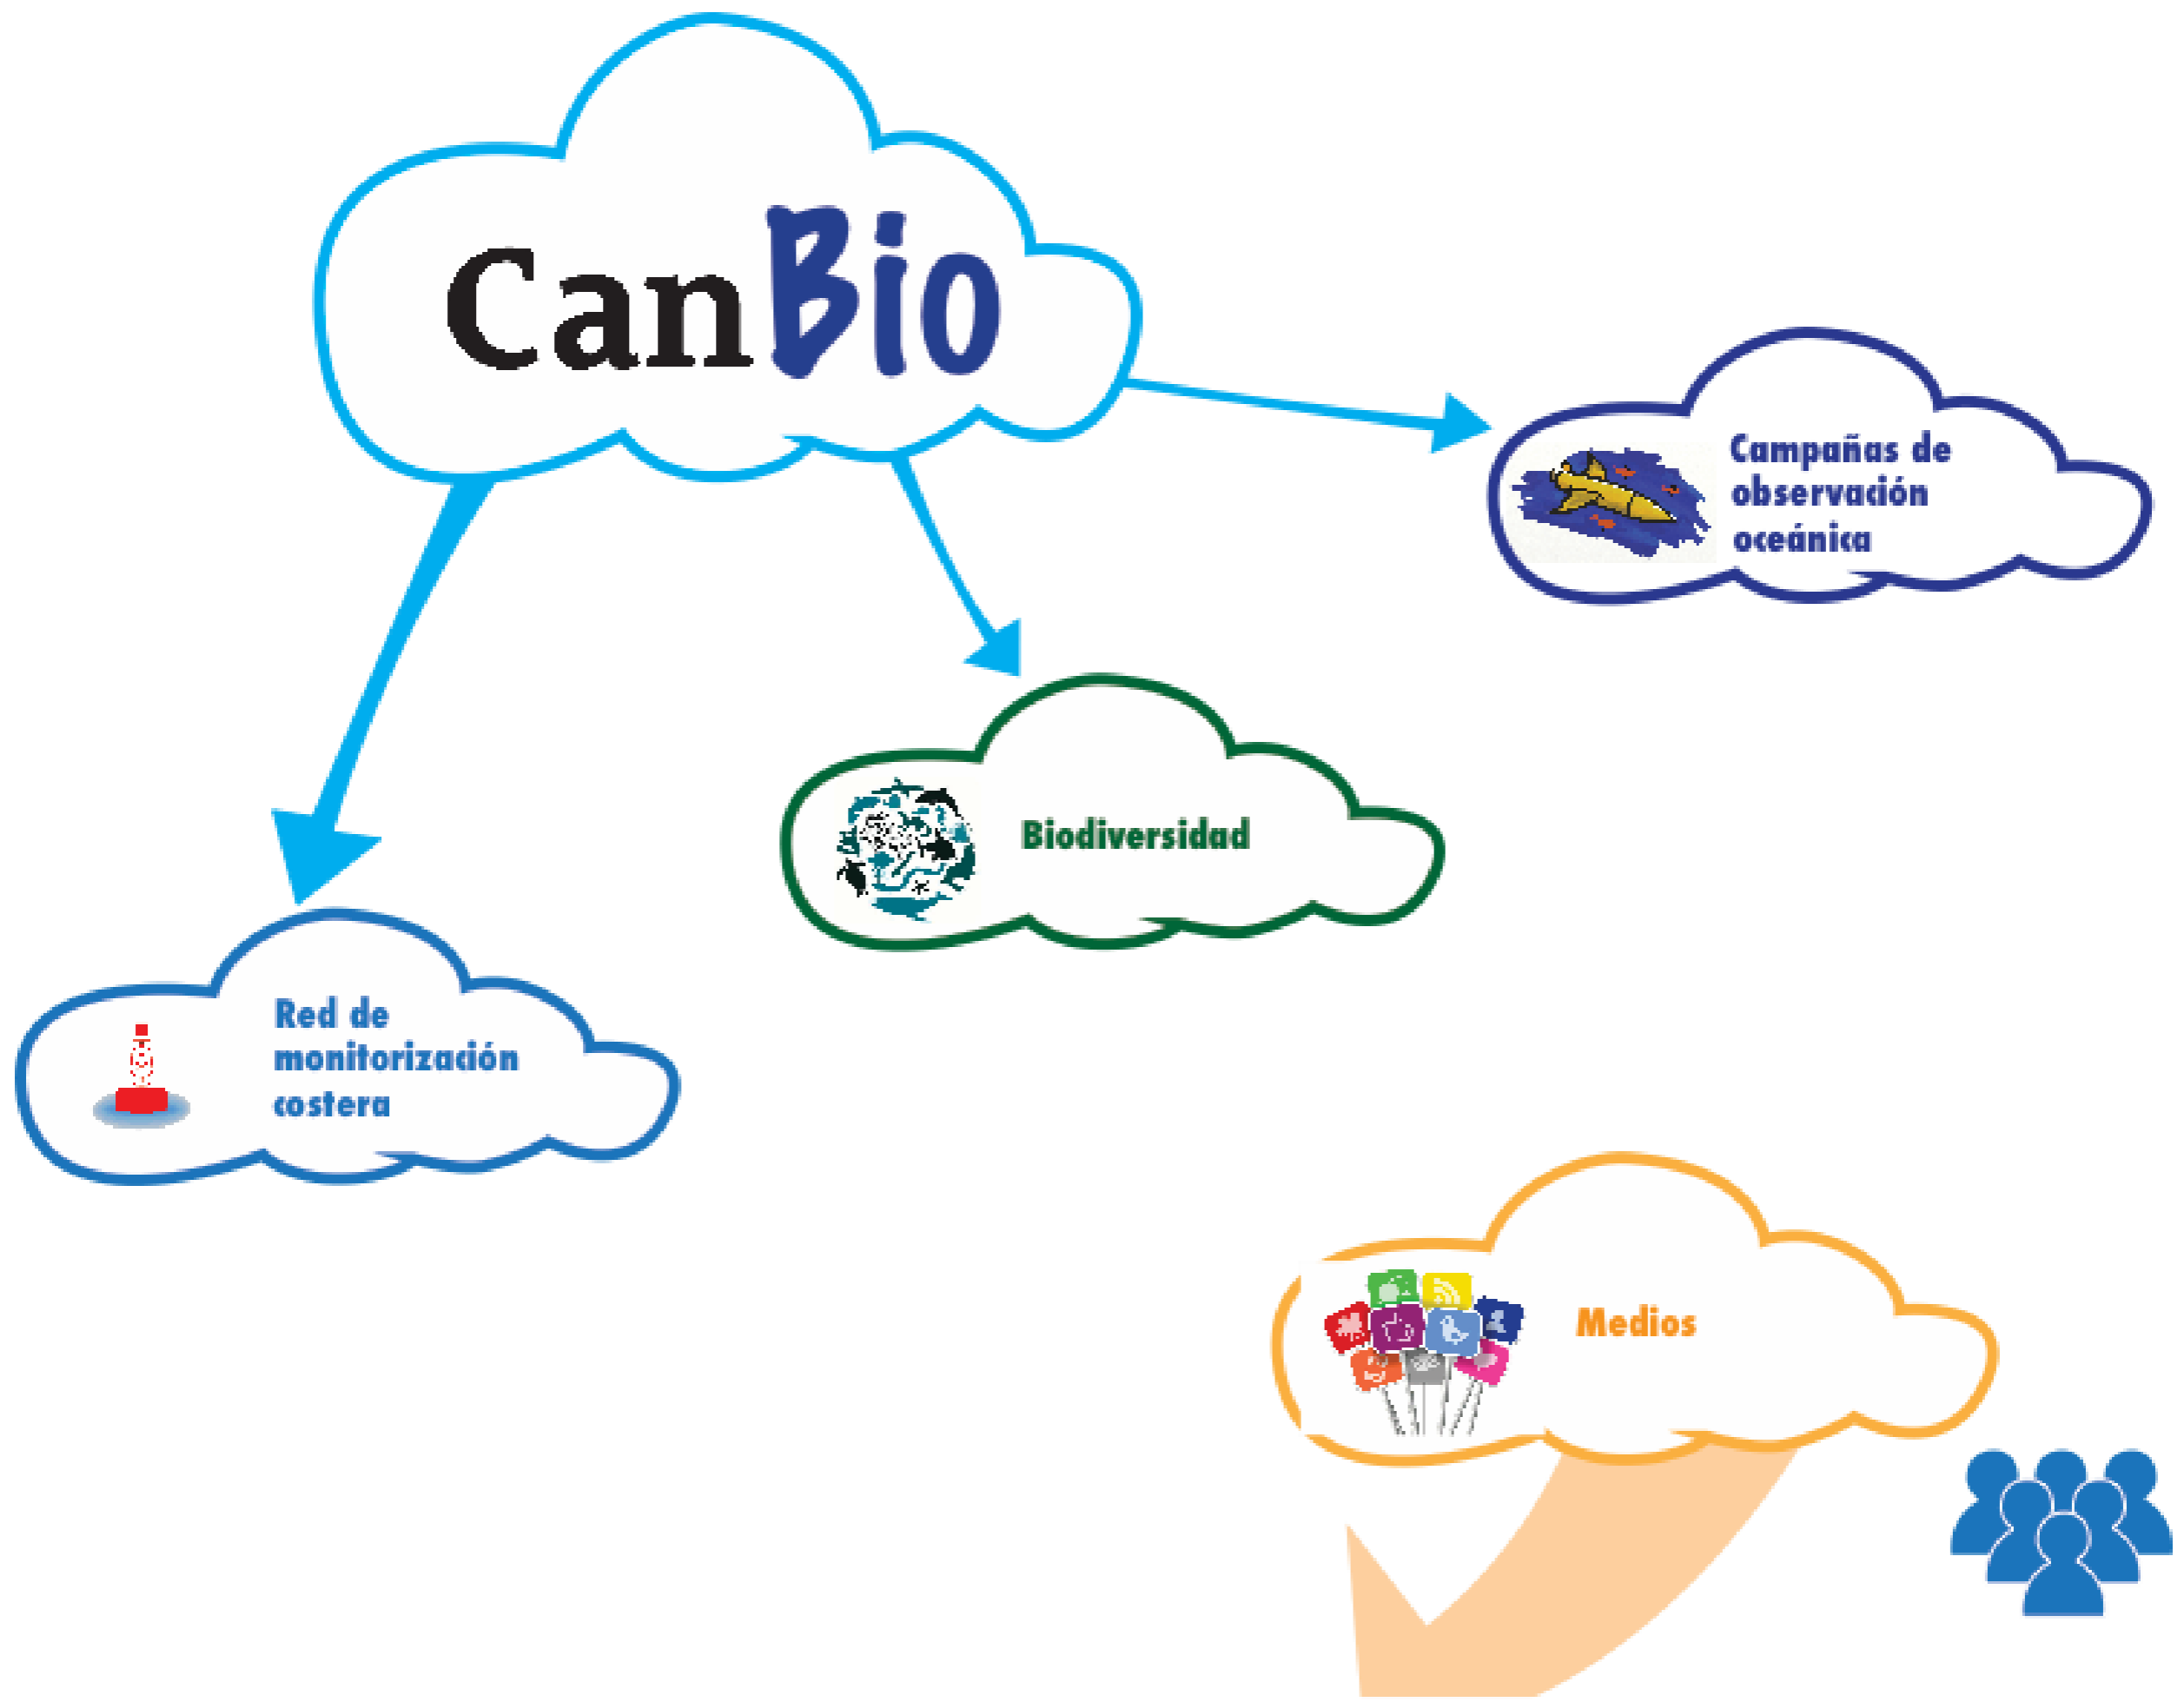 CanBio
Campañas de
observación
oceánica
Biodiversidad
Red de
monitorización
costera
Medios